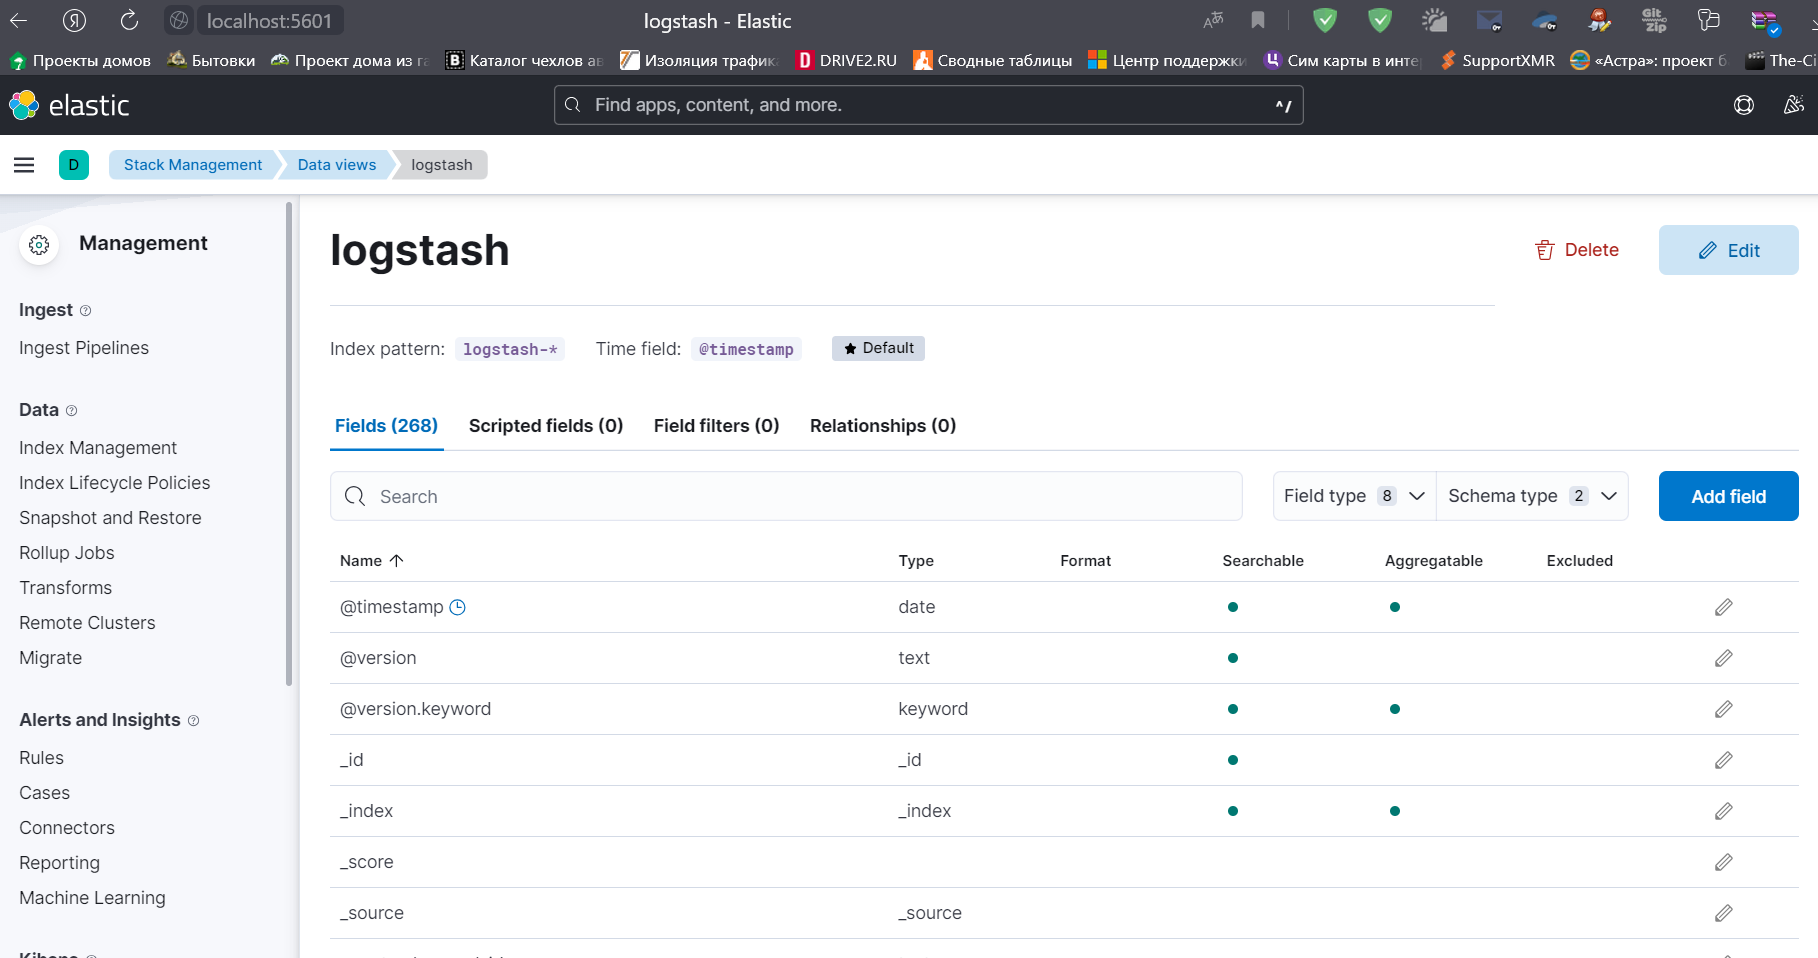 localhost:5601
logstash - Elastic
Проекты домов
Бытовки
Проект дома из га
Каталог чехлов ав
Изоляция трафика
DRIVE2.RU
Сводные таблицы
Центр поддержки
Сим карты в инте
SupportXMR
«Астра»: проект б
The-Ci
elastic
Find apps, content, and more.
^/
D
Stack Management
Data views
logstash
Management
Ingest
Ingest Pipelines
Data
Index Management
Index Lifecycle Policies
Snapshot and Restore
Rollup Jobs
Transforms
Remote Clusters
Migrate
Alerts and Insights
Rules
Cases
Connectors
Reporting
Machine Learning
logstash
Delete
Edit
Index pattern: logstash-*
Time field: @timestamp
Default
Fields (268)
Scripted fields (0)
Field filters (0)
Relationships (0)
Search
Field type 8
Schema type 2
Add field
Name Type Format Searchable Aggregatable Excluded
@timestamp date
@version text
@version.keyword keyword
_id _id
_index _index
_score
_source _source